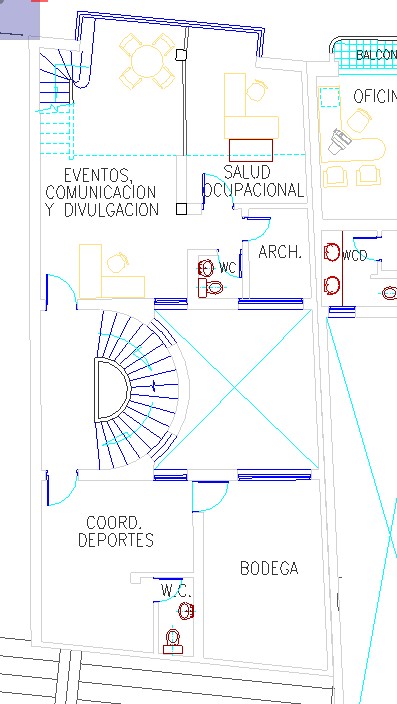 BALCON
OFICIN
EVENTOS,
COMUNICACION
Y DIVULGACION
SALUD
OCUPACIONAL
ARCH.
WC
WCD
COORD.
DEPORTES
BODEGA
W.C.